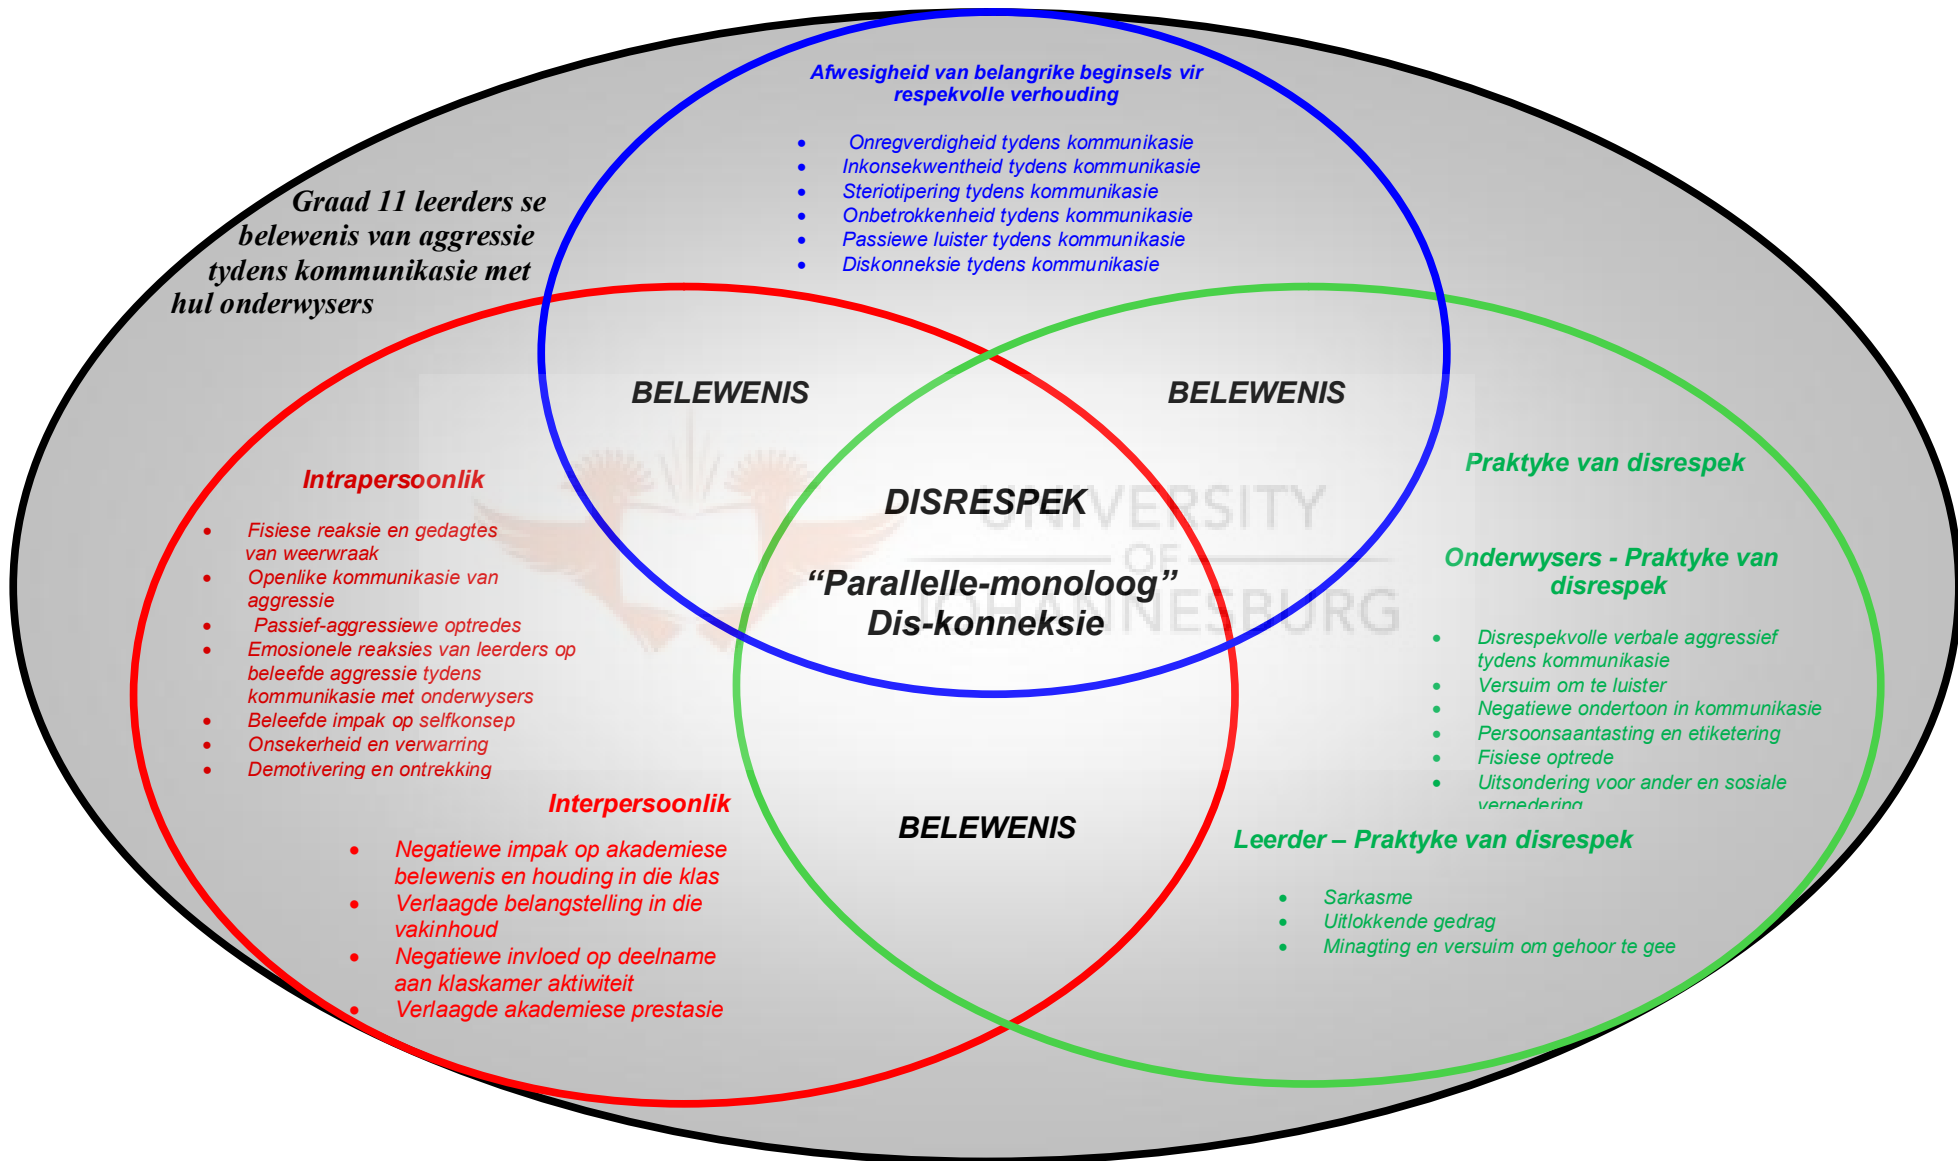 Afwesigheid van belangrike beginsels vir
respekvolle verhouding
• Onregverdigheid tydens kommunikasie
• Inkonsekwentheid tydens kommunikasie
• Steriotipering tydens kommunikasie
• Onbetrokkenheid tydens kommunikasie
• Passiewe luister tydens kommunikasie
• Diskonneksie tydens kommunikasie
Graad 11 leerders se
belewenis van aggressie
tydens kommunikasie met
hul onderwysers
BELEWENIS
BELEWENIS
DISRESPEK
“Parallelle-monoloog”
Dis-konneksie
UNIVERSITY
OF
JOHANNESBURG
BELEWENIS
Intrapersoonlik
• Fisiese reaksie en gedagtes
van weerwraak
• Openlike kommunikasie van
aggressie
• Passief-aggressiewe optredes
• Emosionele reaksies van leerders op
beleefde aggressie tydens
kommunikasie met onderwysers
• Beleefde impak op selfkonsep
• Onsekerheid en verwarring
• Demotivering en ontrekking
Interpersoonlik
• Negatiewe impak op akademiese
belewenis en houding in die klas
• Verlaagde belangstelling in die
vakinhoud
• Negatiewe invloed op deelname
aan klaskamer aktiwiteit
• Verlaagde akademiese prestasie
Praktyke van disrespek
Onderwysers - Praktyke van
disrespek
• Disrespekvolle verbale aggressief
tydens kommunikasie
• Versuim om te luister
• Negatiewe ondertoon in kommunikasie
• Persoonsaantasting en etiketering
• Fisiese optrede
• Uitsondering voor ander en sosiale
vernedering
Leerder – Praktyke van disrespek
• Sarkasme
• Uitlokkende gedrag
• Minagting en versuim om gehoor te gee